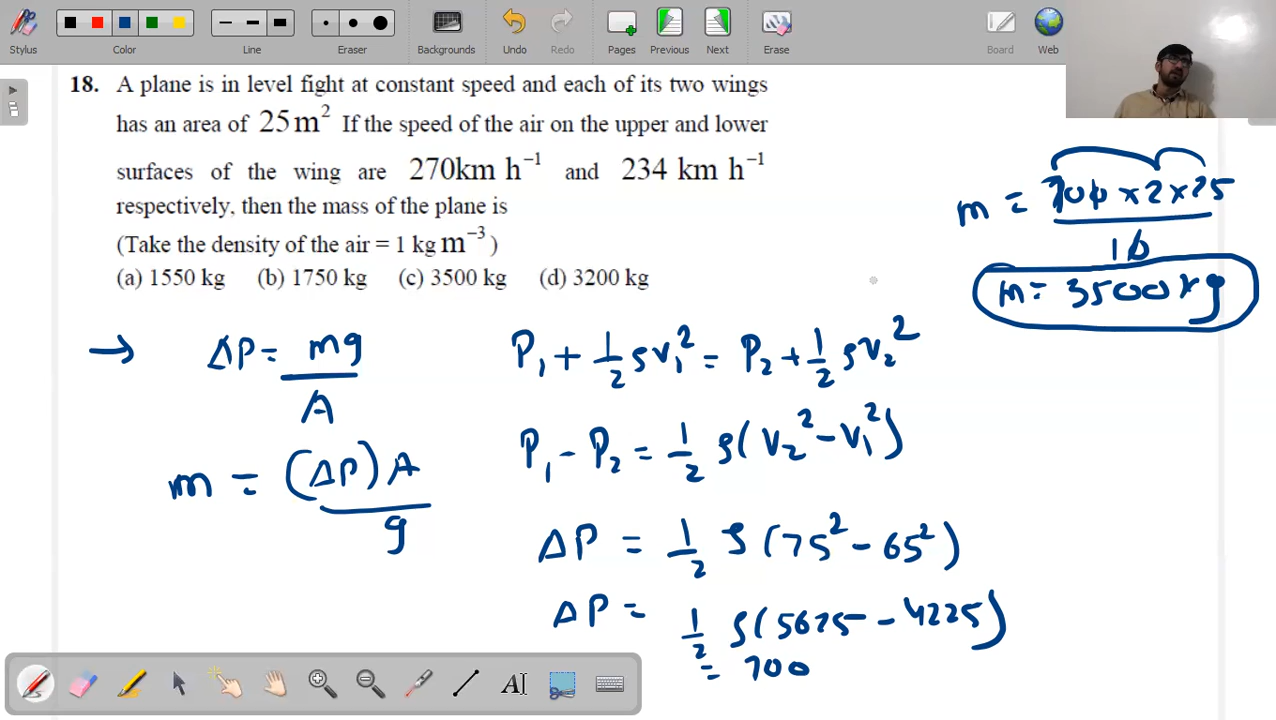 Stylus
Color
Line
Eraser
Backgrounds
Undo
Redo
Pages
Previous
Next
Erase
Board
Web
18. A plane is in level fight at constant speed and each of its two wings
has an area of 25 m² If the speed of the air on the upper and lower
surfaces of the wing are 270km h⁻¹ and 234 km h⁻¹
respectively, then the mass of the plane is
(Take the density of the air = 1 kg m⁻³)
(a) 1550 kg (b) 1750 kg (c) 3500 kg (d) 3200 kg
m = 700 × 2 × 25
10
m = 3500 kg
→ ΔP = mg
A
m = (ΔP) A
g
P₁ + 1/2 ρv₁² = P₂ + 1/2 ρv₂²
P₁ - P₂ = 1/2 ρ(v₂² - v₁²)
ΔP = 1/2 ρ(75² - 65²)
ΔP = 1/2 ρ(5625 - 4225)
= 700